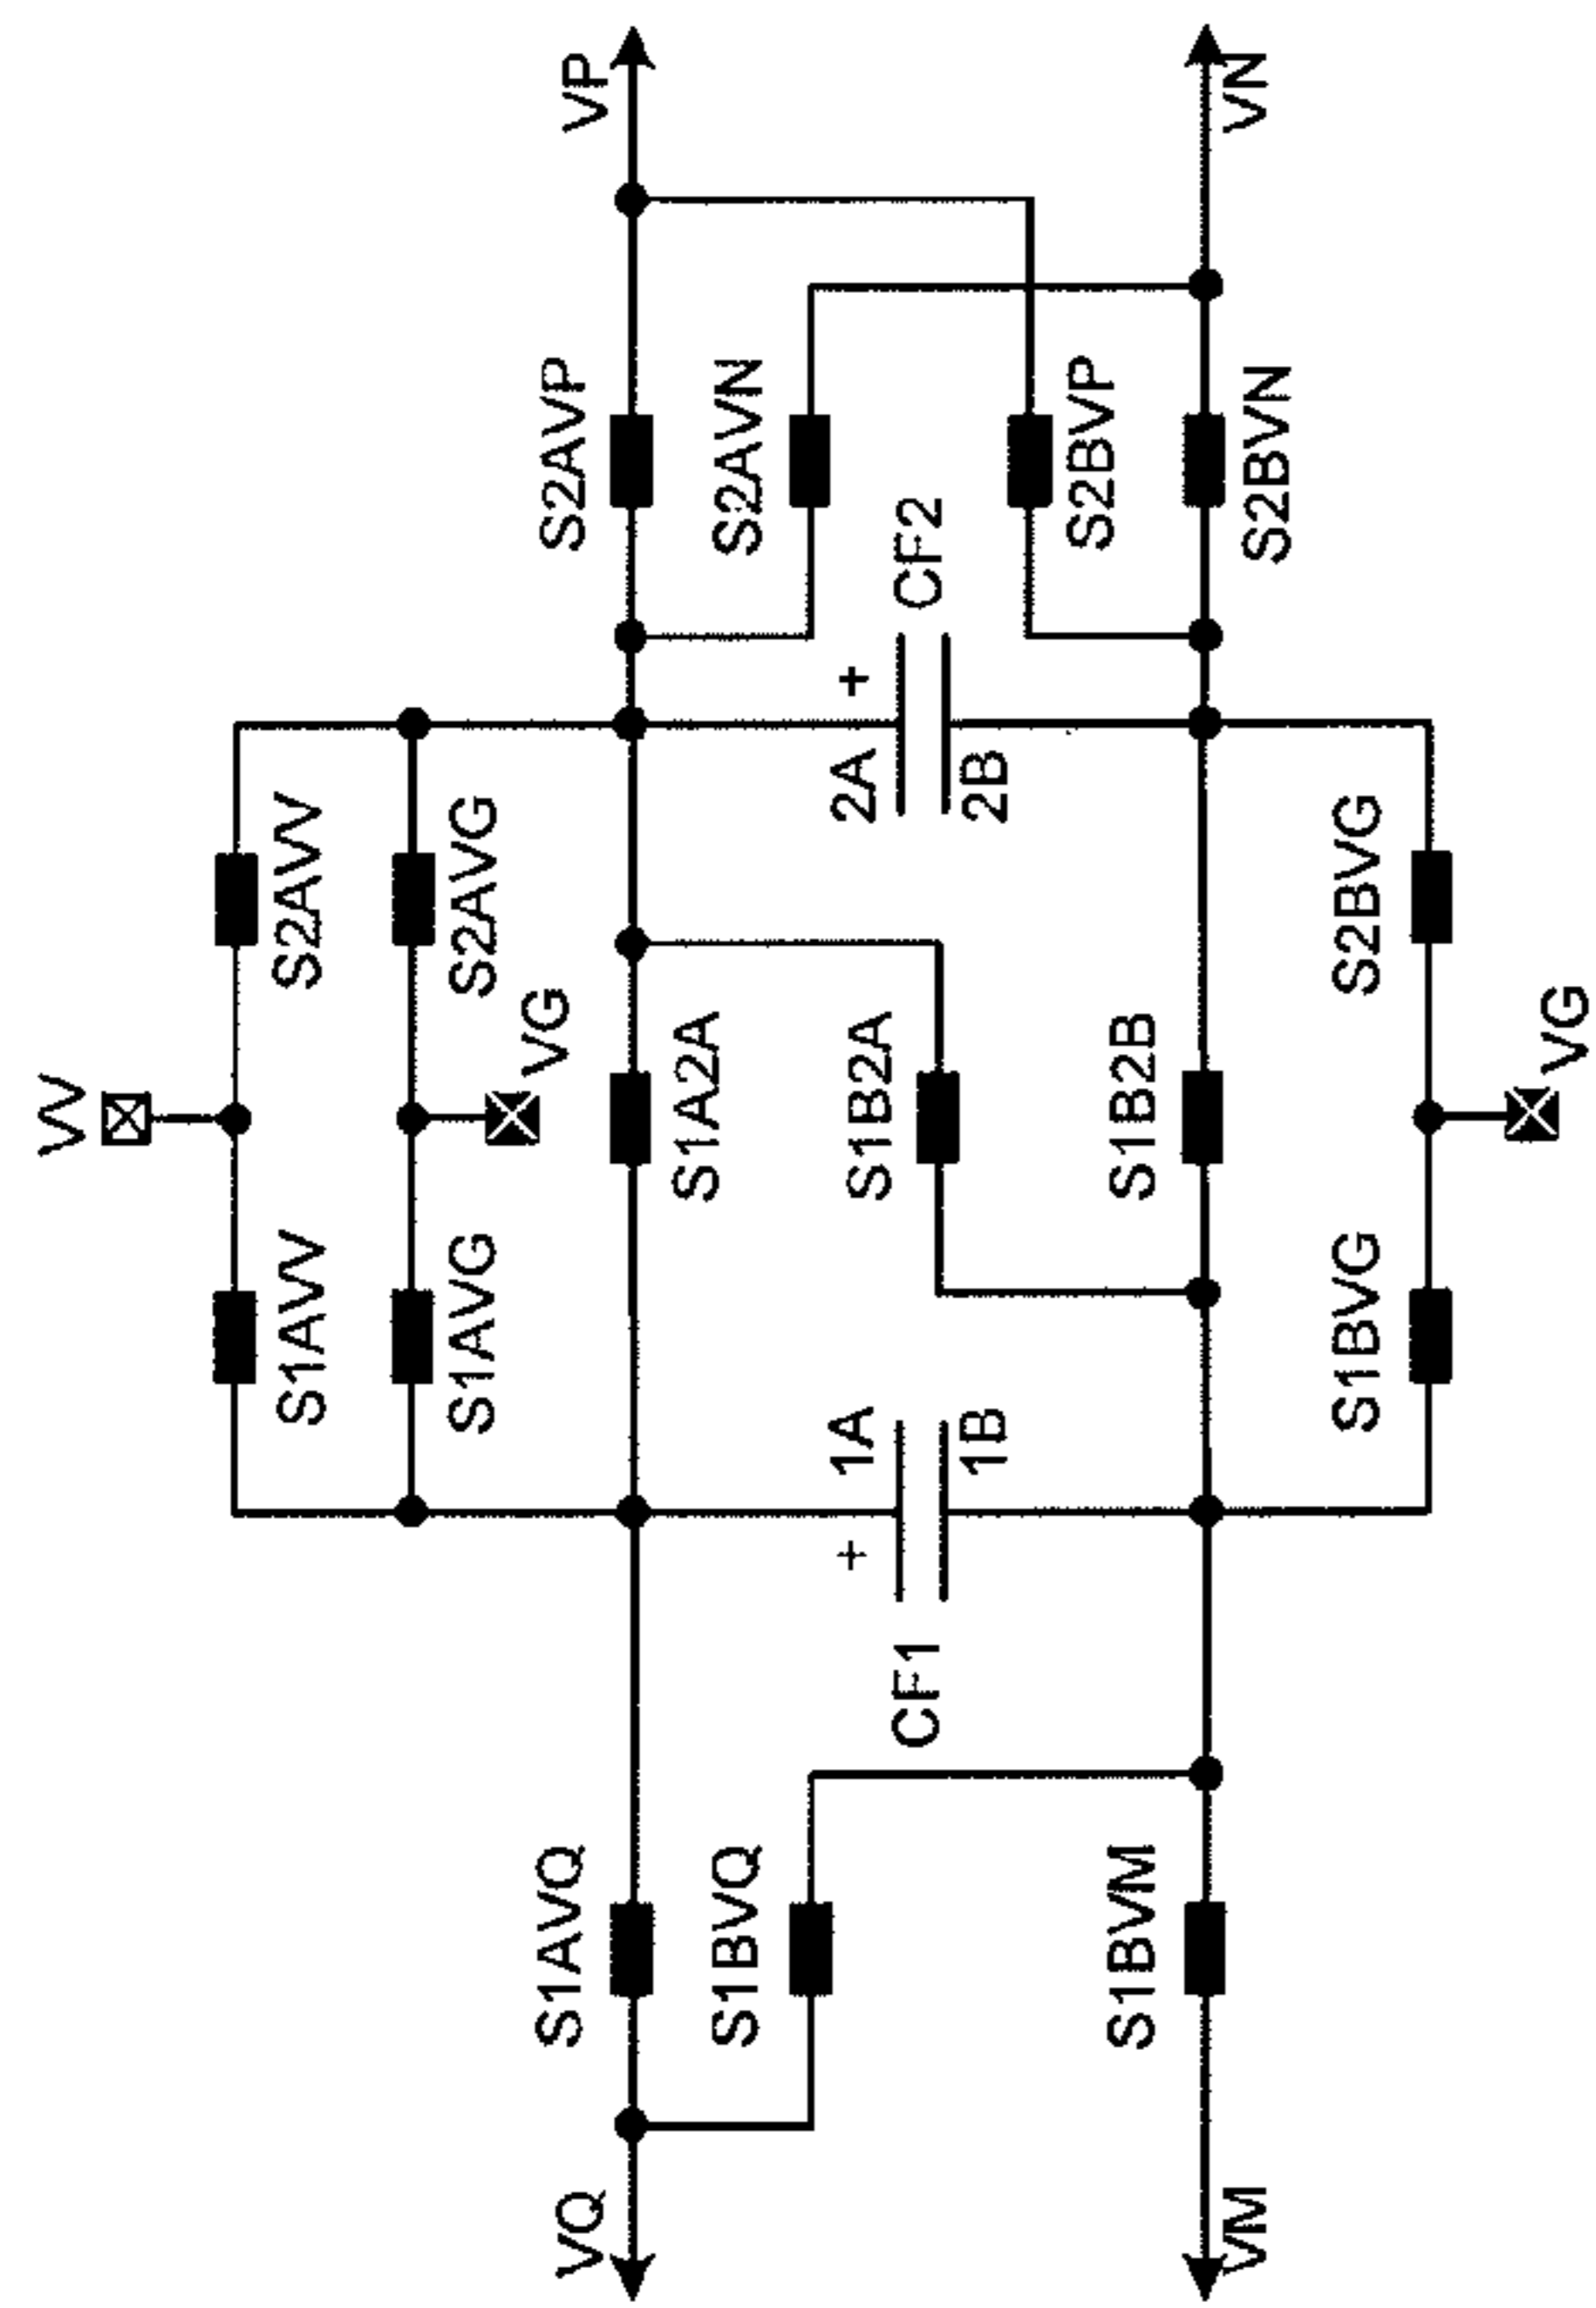 VV
S1AVV
S2AVV
S1AVG
S2AVG
VG
VQ
S1AVQ
S1A2A
S2AVP
VP
S1BVQ
S1B2A
S2AVN
+
1A
2A
+
CF1
CF2
1B
2B
S2BVP
S1BVM
S1B2B
VM
VN
S2BVN
S1BVG
S2BVG
VG